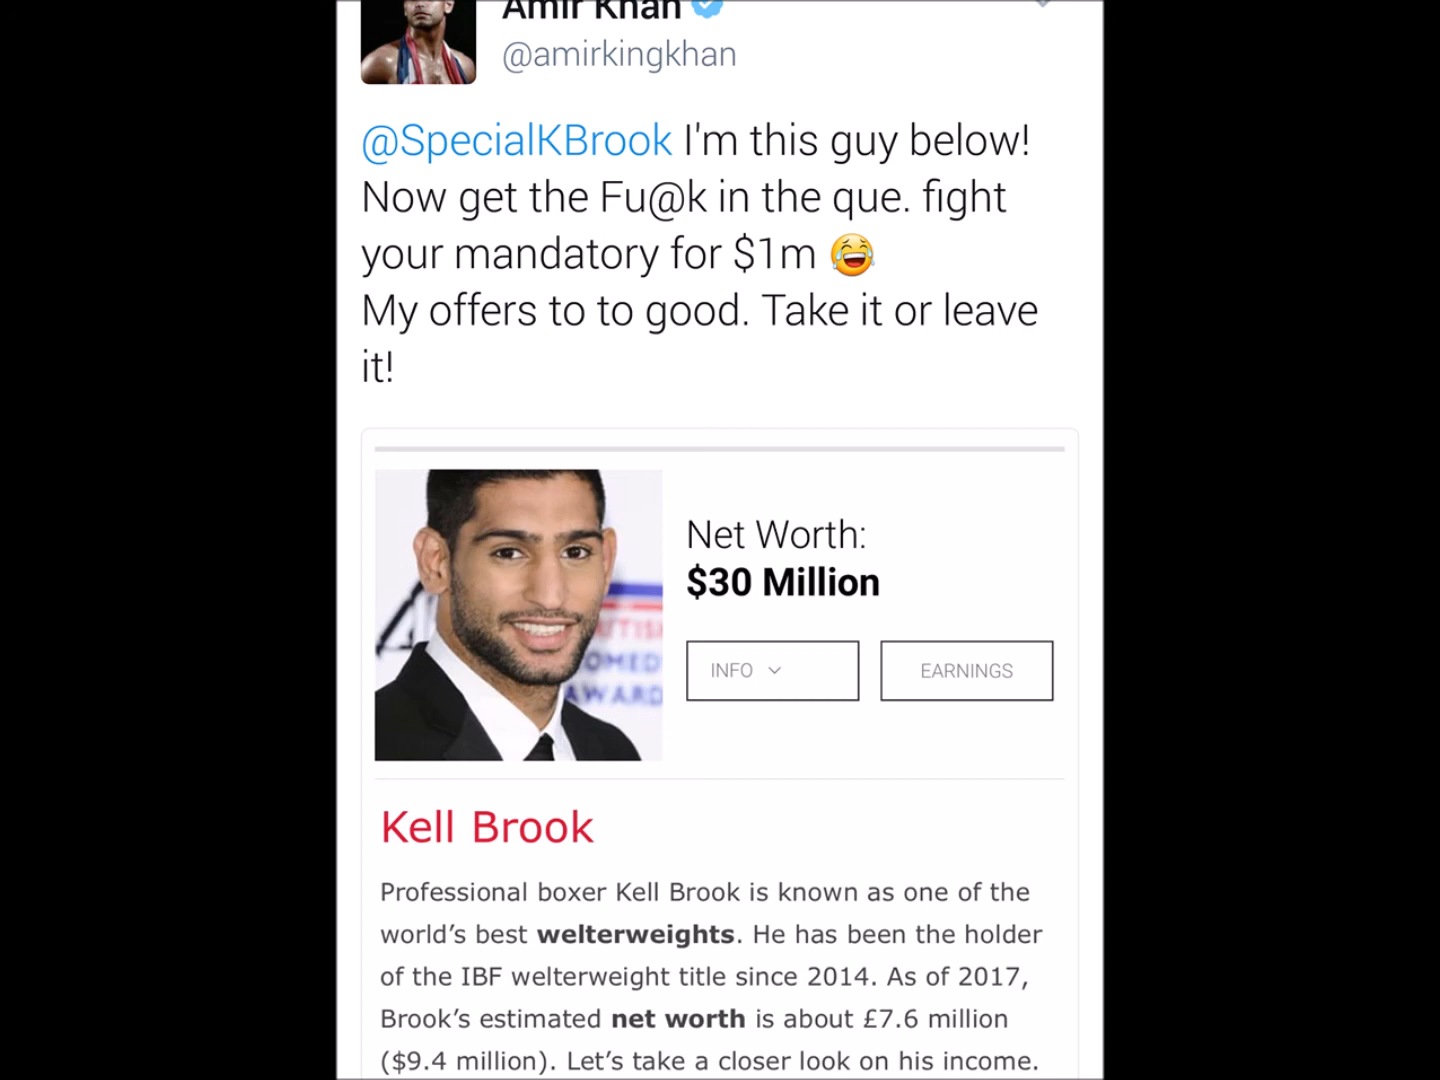 Amir Khan
@amirkingkhan
@SpecialKBrook I'm this guy below!
Now get the Fu@k in the que. fight
your mandatory for $1m 😂
My offers to to good. Take it or leave
it!
Net Worth:
$30 Million
INFO
EARNINGS
Kell Brook
Professional boxer Kell Brook is known as one of the
world’s best welterweights. He has been the holder
of the IBF welterweight title since 2014. As of 2017,
Brook’s estimated net worth is about £7.6 million
($9.4 million). Let’s take a closer look on his income.